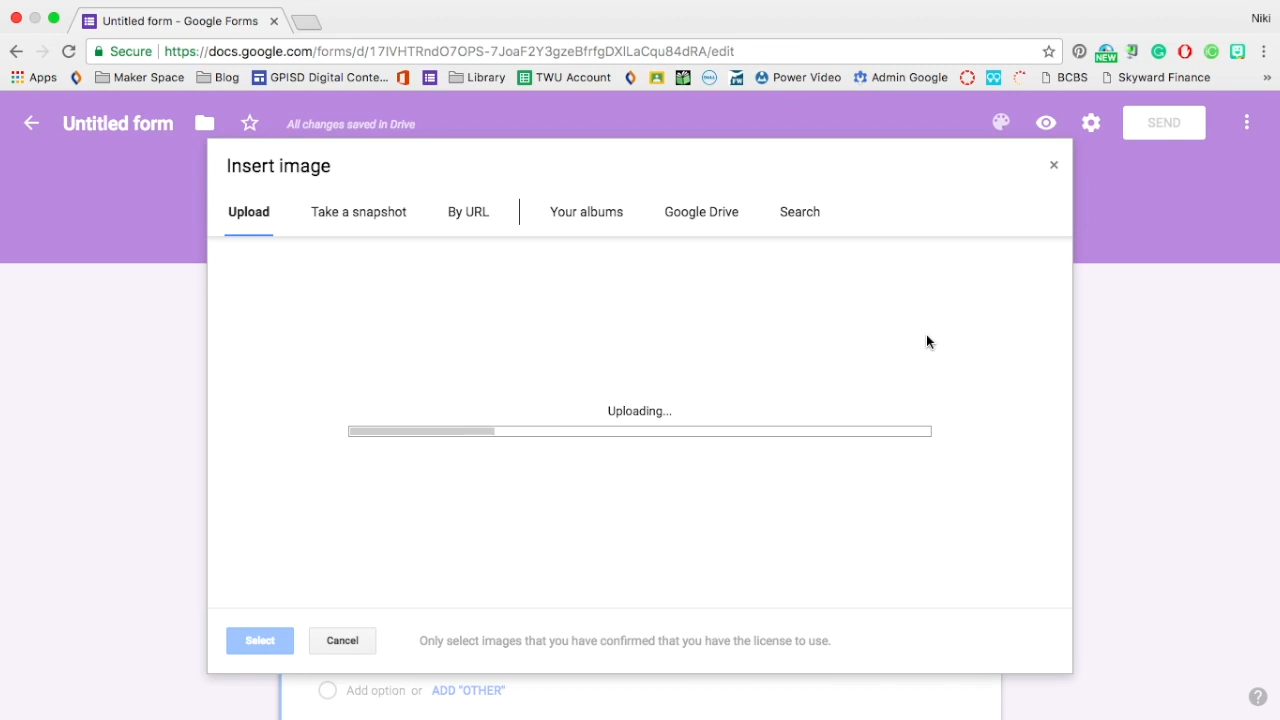 Untitled form - Google Forms
Niki
Secure https://docs.google.com/forms/d/17IVHTRndO7OPS-7JoaF2Y3gzeBfrfgDXILaCqu84dRA/edit
NEW
Apps Maker Space Blog GPISD Digital Conte... Library TWU Account Power Video Admin Google BCBS Skyward Finance »
Untitled form All changes saved in Drive SEND
Insert image
Upload Take a snapshot By URL Your albums Google Drive Search
Uploading...
Select Cancel Only select images that you have confirmed that you have the license to use.
Add option or ADD "OTHER"